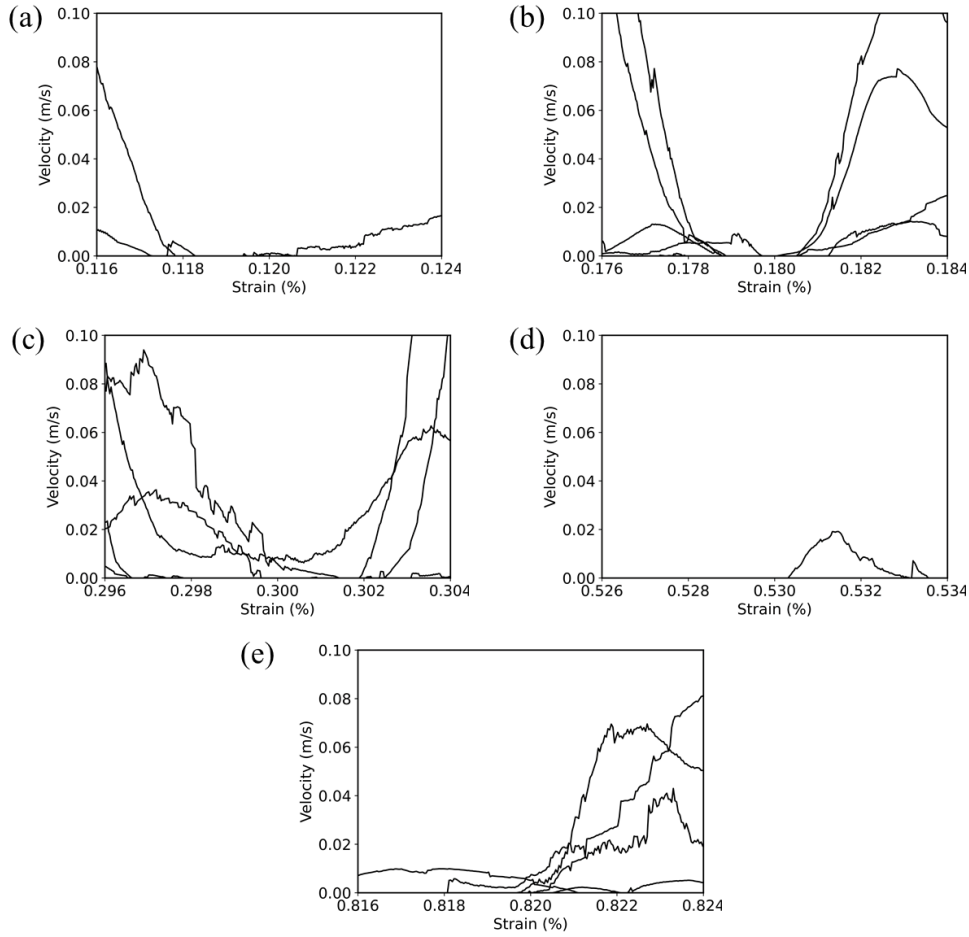 (a)
0.10
0.08
0.06
0.04
0.02
0.00
Velocity (m/s)
0.116 0.118 0.120 0.122 0.124
Strain (%)
(b)
0.10
0.08
0.06
0.04
0.02
0.00
Velocity (m/s)
0.176 0.178 0.180 0.182 0.184
Strain (%)
(c)
0.10
0.08
0.06
0.04
0.02
0.00
Velocity (m/s)
0.296 0.298 0.300 0.302 0.304
Strain (%)
(d)
0.10
0.08
0.06
0.04
0.02
0.00
Velocity (m/s)
0.526 0.528 0.530 0.532 0.534
Strain (%)
(e)
0.10
0.08
0.06
0.04
0.02
0.00
Velocity (m/s)
0.816 0.818 0.820 0.822 0.824
Strain (%)